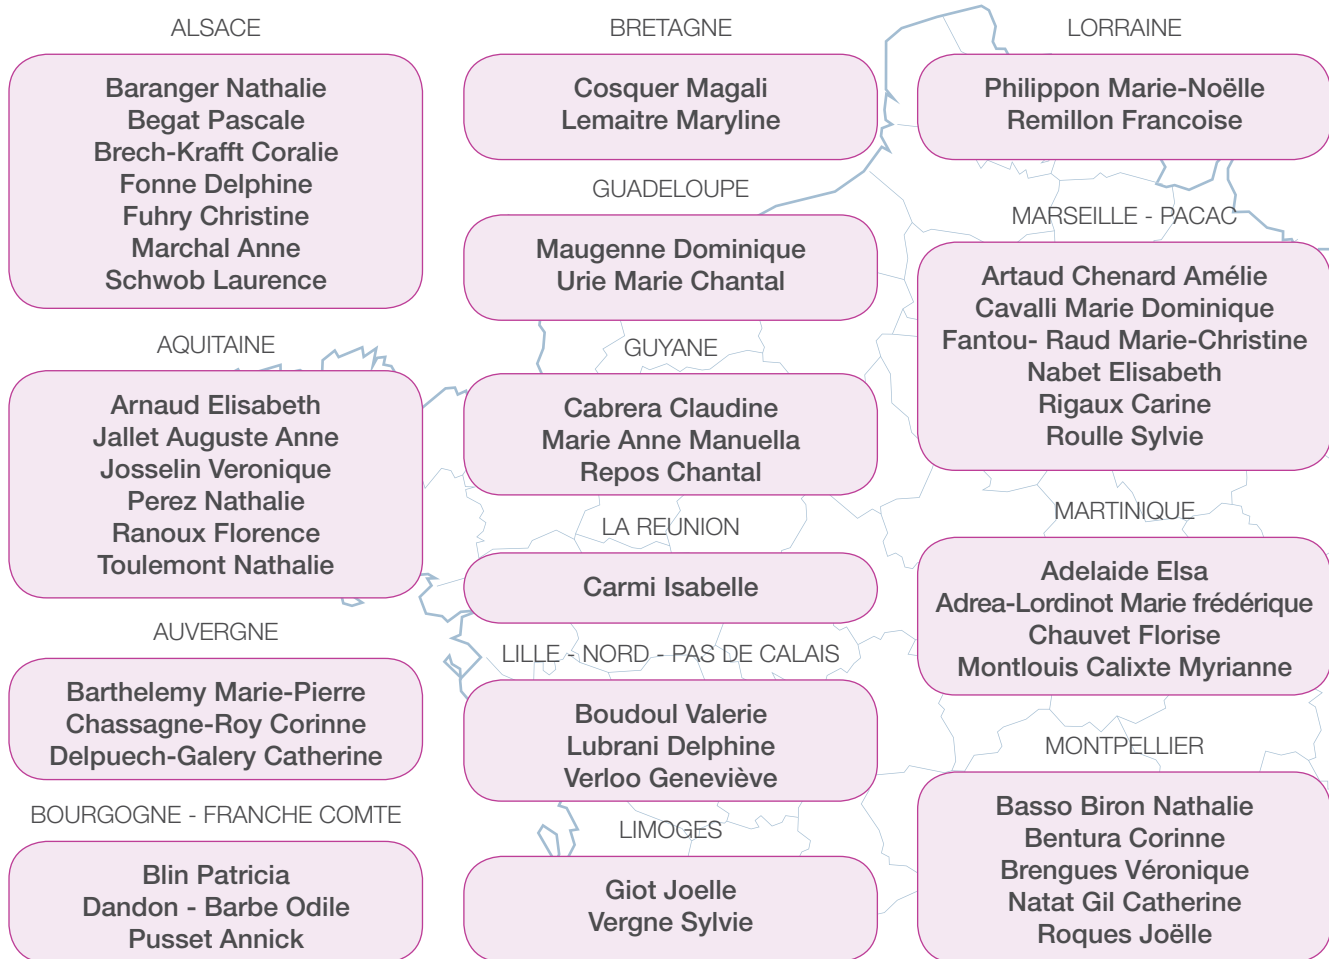 ALSACE
Baranger Nathalie
Begat Pascale
Brech-Krafft Coralie
Fonne Delphine
Fuhry Christine
Marchal Anne
Schwob Laurence
AQUITAINE
Arnaud Elisabeth
Jallet Auguste Anne
Josselin Veronique
Perez Nathalie
Ranoux Florence
Toulemont Nathalie
AUVERGNE
Barthelemy Marie-Pierre
Chassagne-Roy Corinne
Delpuech-Galery Catherine
BOURGOGNE - FRANCHE COMTE
Blin Patricia
Dandon - Barbe Odile
Pusset Annick
BRETAGNE
Cosquer Magali
Lemaitre Maryline
GUADELOUPE
Maugenne Dominique
Urie Marie Chantal
GUYANE
Cabrera Claudine
Marie Anne Manuella
Repos Chantal
LA REUNION
Carmi Isabelle
LILLE - NORD - PAS DE CALAIS
Boudoul Valerie
Lubrani Delphine
Verloo Geneviève
LIMOGES
Giot Joelle
Vergne Sylvie
LORRAINE
Philippon Marie-Noëlle
Remillon Francoise
MARSEILLE - PACAC
Artaud Chenard Amélie
Cavalli Marie Dominique
Fantou- Raud Marie-Christine
Nabet Elisabeth
Rigaux Carine
Roulle Sylvie
MARTINIQUE
Adelaide Elsa
Adrea-Lordinot Marie frédérique
Chauvet Florise
Montlouis Calixte Myrianne
MONTPELLIER
Basso Biron Nathalie
Bentura Corinne
Brengues Véronique
Natat Gil Catherine
Roques Joëlle